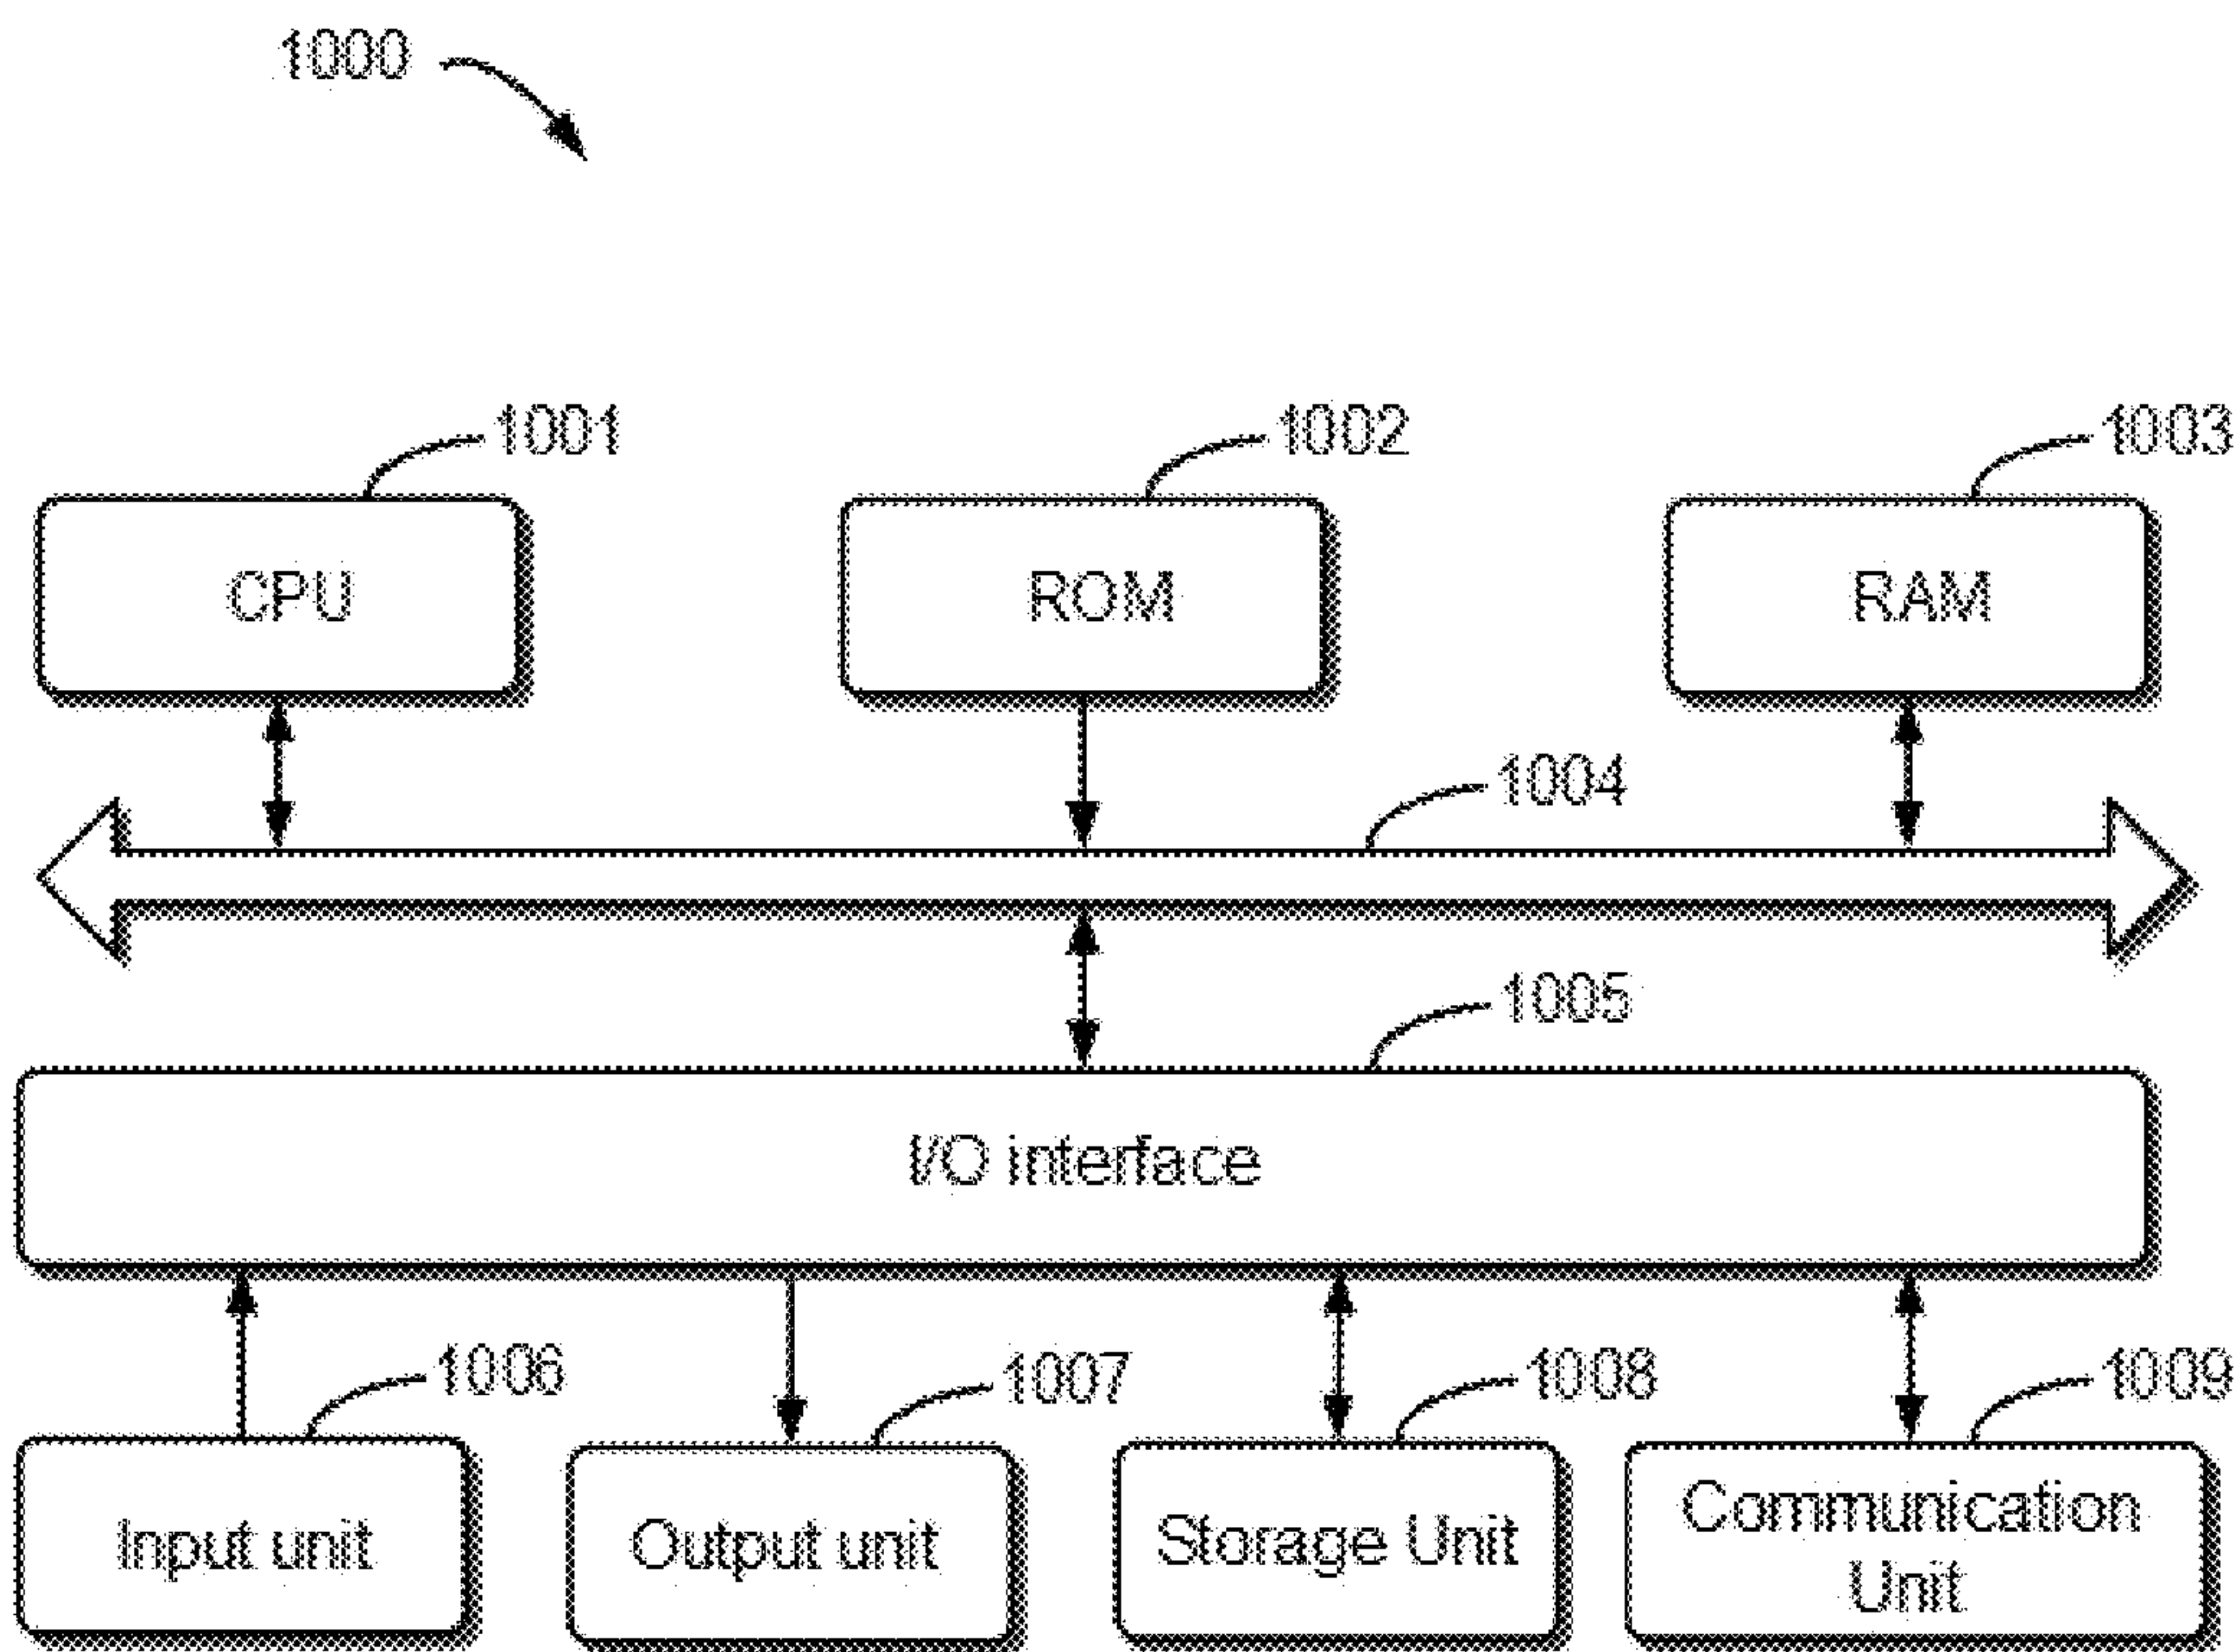 1000
1001
1002
1003
CPU
ROM
RAM
1004
1005
I/O interface
1006
1007
1008
1009
Input unit
Output unit
Storage Unit
Communication
Unit